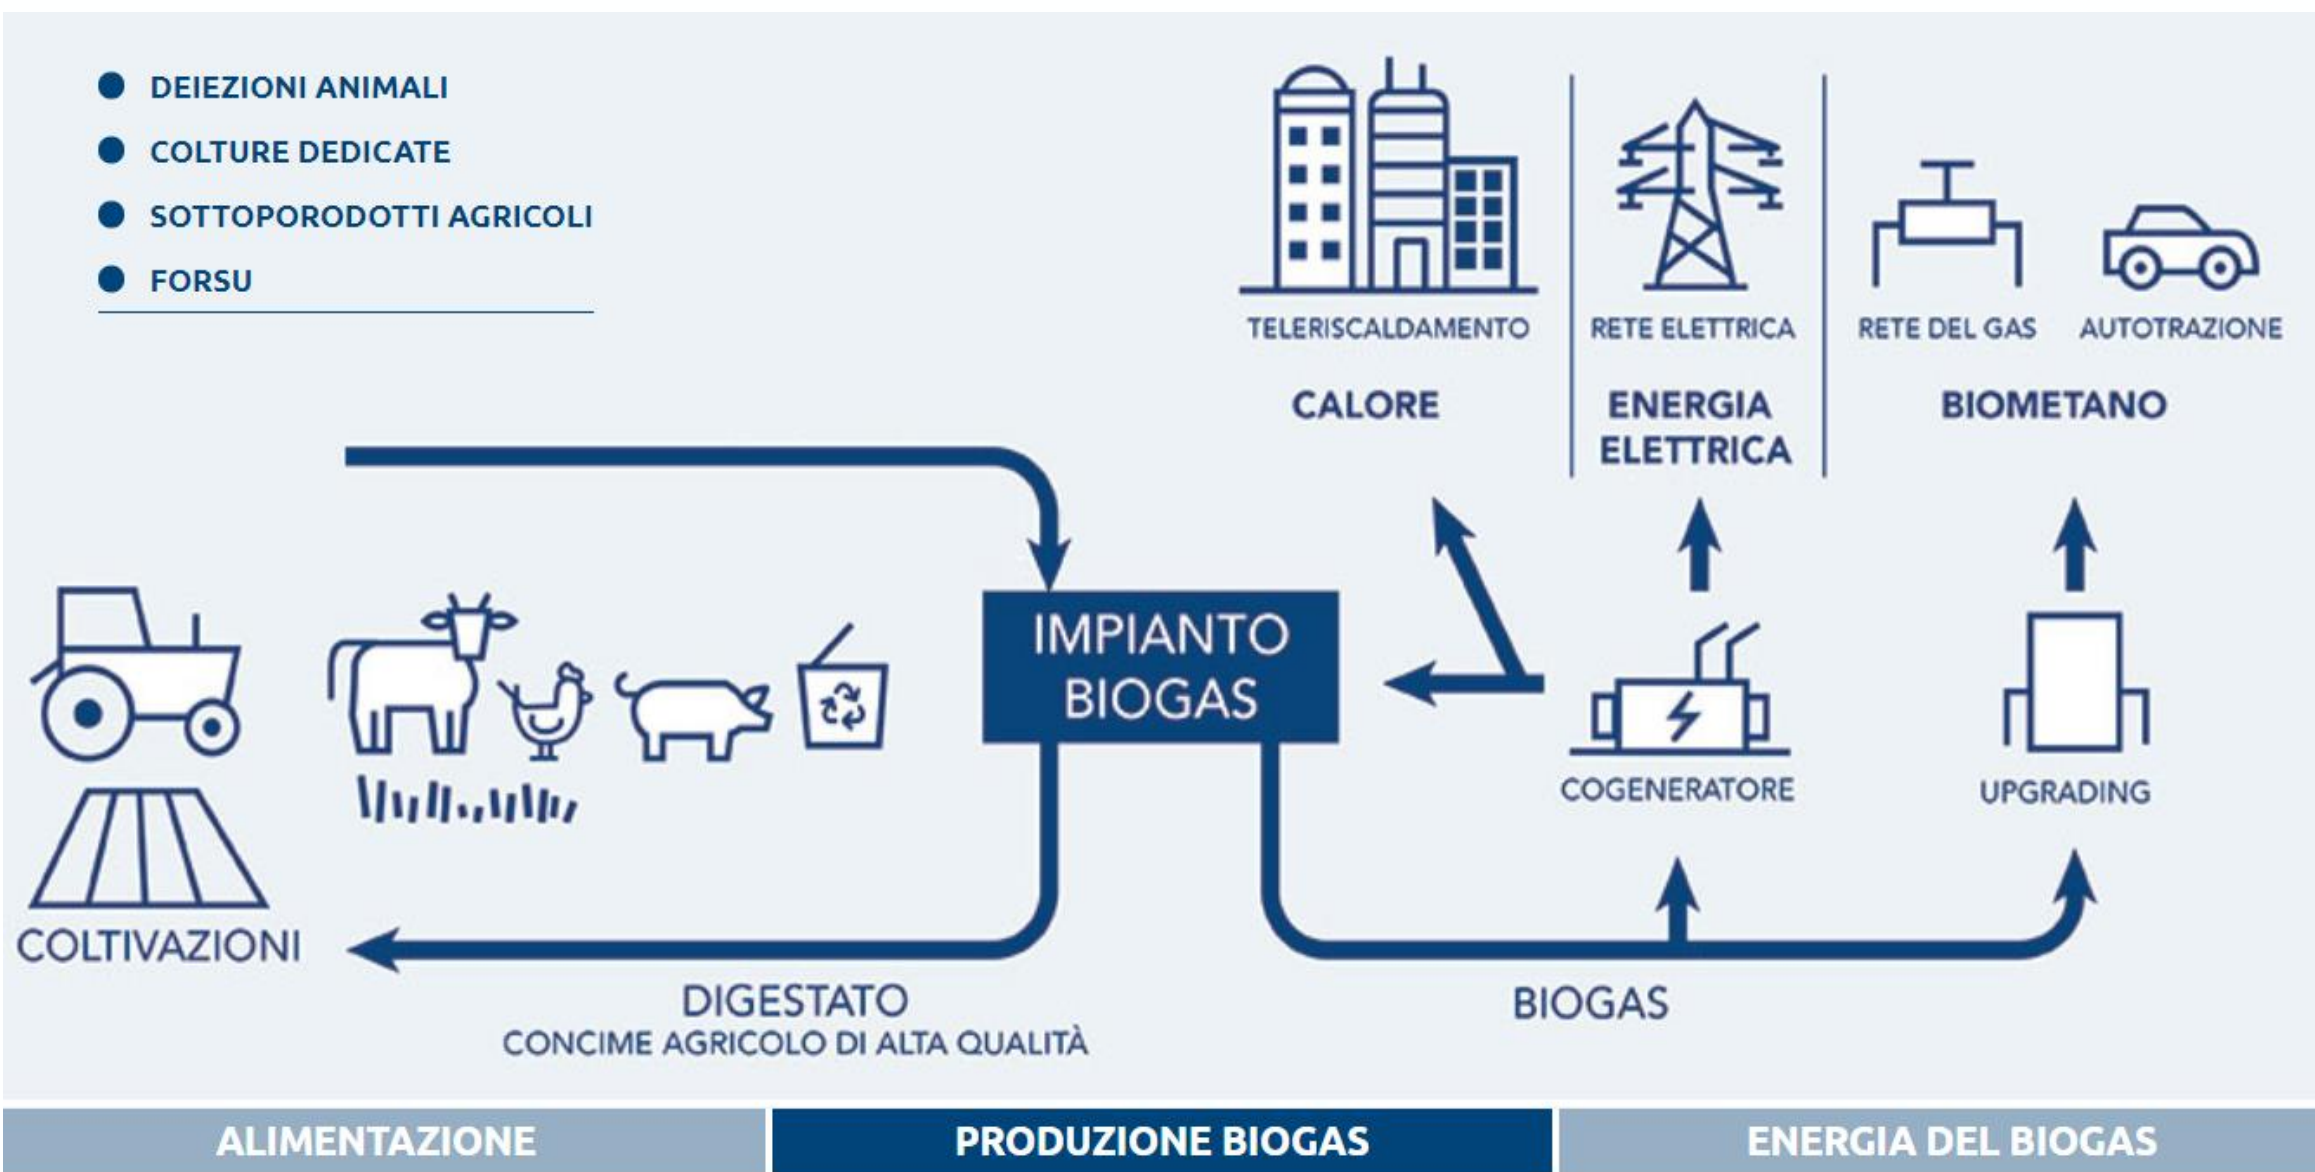 DEIEZIONI ANIMALI
COLTURE DEDICATE
SOTTOPORODOTTI AGRICOLI
FORSU
TELERISCALDAMENTO
CALORE
RETE ELETTRICA
ENERGIA
ELETTRICA
RETE DEL GAS
AUTOTRAZIONE
BIOMETANO
IMPIANTO
BIOGAS
COGENERATORE
UPGRADING
COLTIVAZIONI
DIGESTATO
CONCIME AGRICOLO DI ALTA QUALITÀ
BIOGAS
ALIMENTAZIONE
PRODUZIONE BIOGAS
ENERGIA DEL BIOGAS